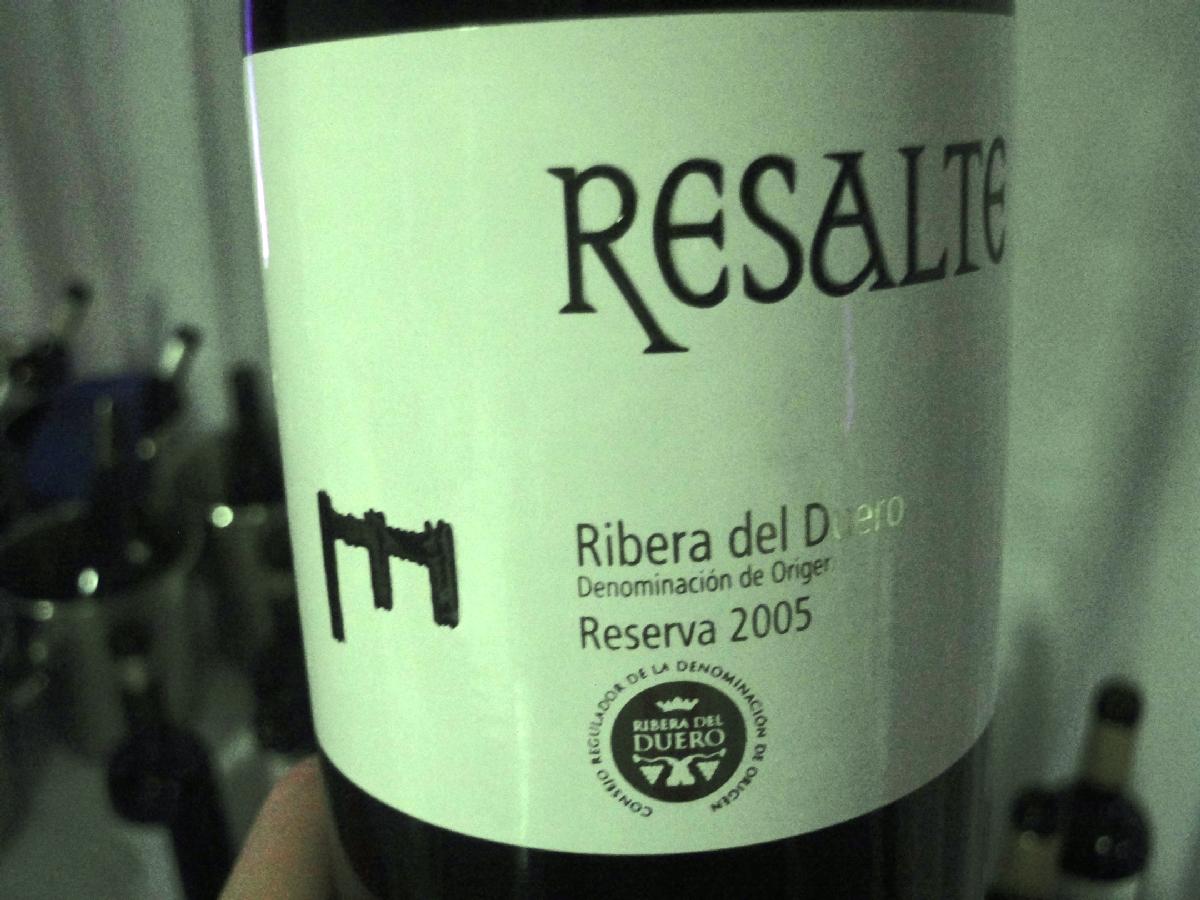 RESALTE
Ribera del Duero
Denominación de Origen
Reserva 2005
CONSEJO REGULADOR DE LA DENOMINACIÓN DE ORIGEN
RIBERA DEL
DUERO